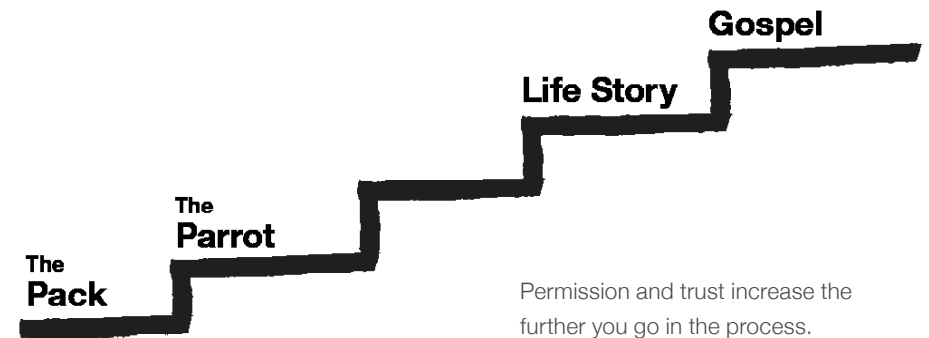 Gospel
Life Story
The
Parrot
The
Pack
Permission and trust increase the
further you go in the process.